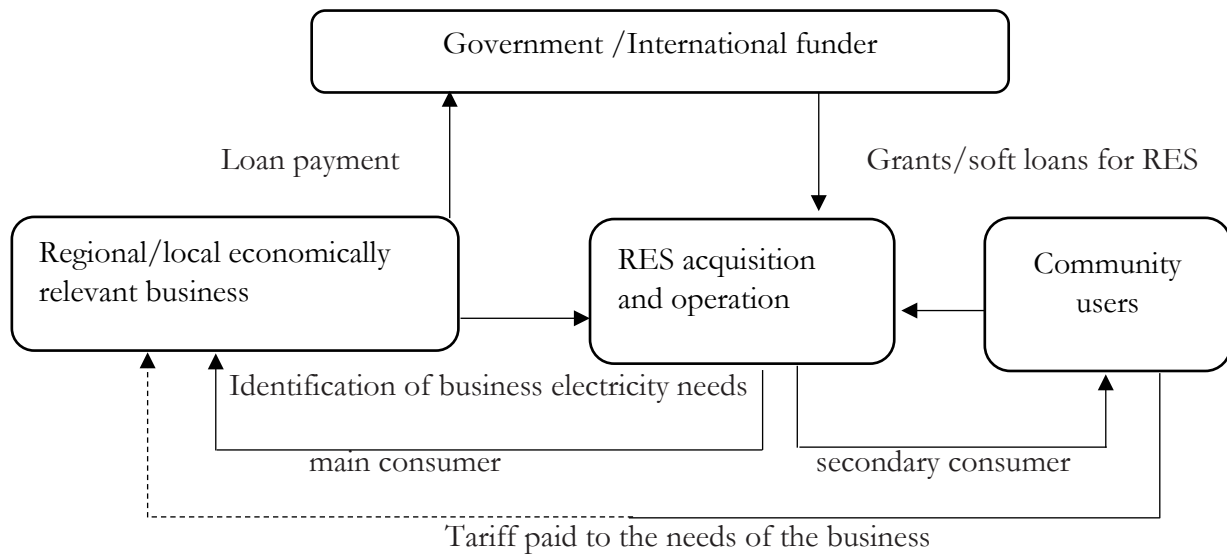 Government /International funder
Loan payment
Grants/soft loans for RES
Regional/local economically
relevant business
RES acquisition
and operation
Community
users
Identification of business electricity needs
main consumer
secondary consumer
Tariff paid to the needs of the business